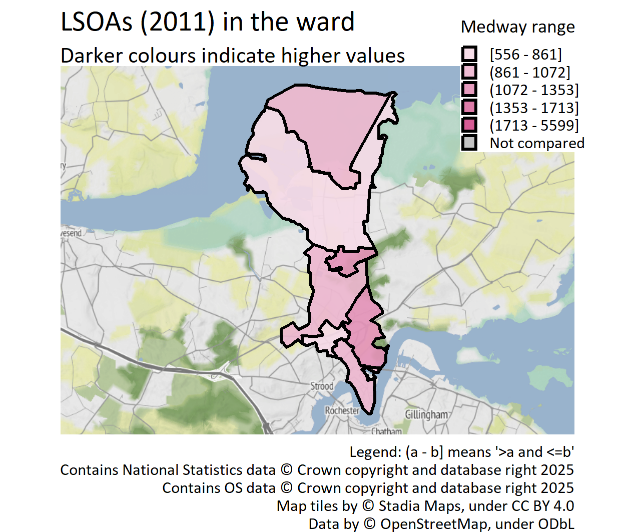 LSOAs (2011) in the ward
Darker colours indicate higher values
Medway range
[556 - 861]
(861 - 1072]
(1072 - 1353]
(1353 - 1713]
(1713 - 5599]
Not compared
Strood
Rochester
Gillingham
Chatham
Legend: (a - b] means '>a and <=b'
Contains National Statistics data © Crown copyright and database right 2025
Contains OS data © Crown copyright and database right 2025
Map tiles by © Stadia Maps, under CC BY 4.0
Data by © OpenStreetMap, under ODbL